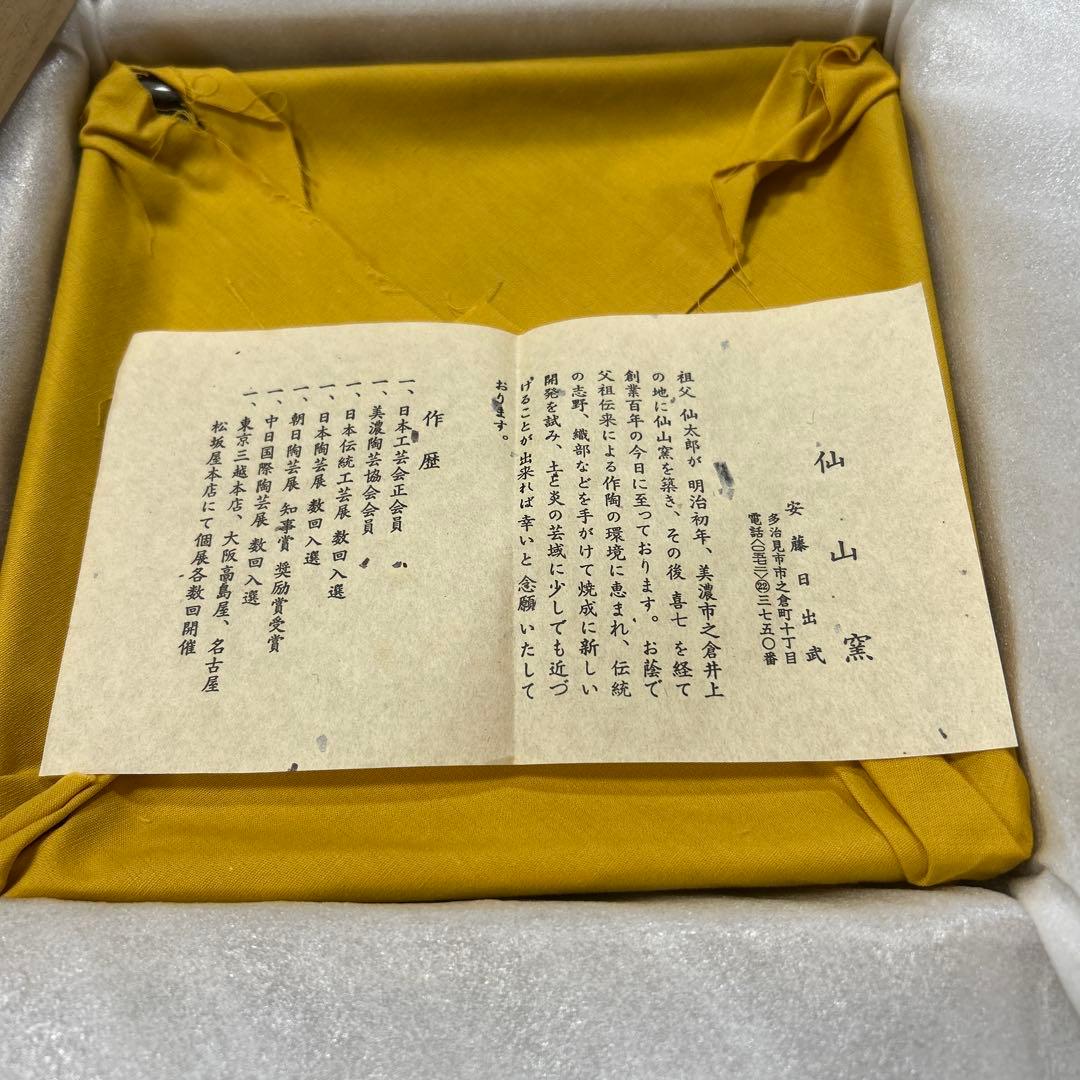 仙山窯
安藤日出武
多治見市市之倉町十丁目
電話〈〇五七二〉㉒三七五〇番
祖父 仙太郎が 明治初年、美濃市之倉井上
の地に仙山窯を築き、その後 喜七 を経て
創業百年の今日に至っております。お蔭で
父祖伝来による作陶の環境に恵まれ、伝統
の志野、織部などを手がけて焼成に新しい
開発を試み、土と炎の芸域に少しでも近づ
げることが出来れば幸いと念願いたして
おります。
作歴
一、日本工芸会正会員
一、美濃陶芸協会会員
一、日本伝統工芸展 数回入選
一、日本陶芸展 数回入選
一、朝日陶芸展 知事賞 奨励賞受賞
一、中日国際陶芸展 数回入選
一、東京三越本店、大阪高島屋、名古屋
松坂屋本店にて個展各数回開催